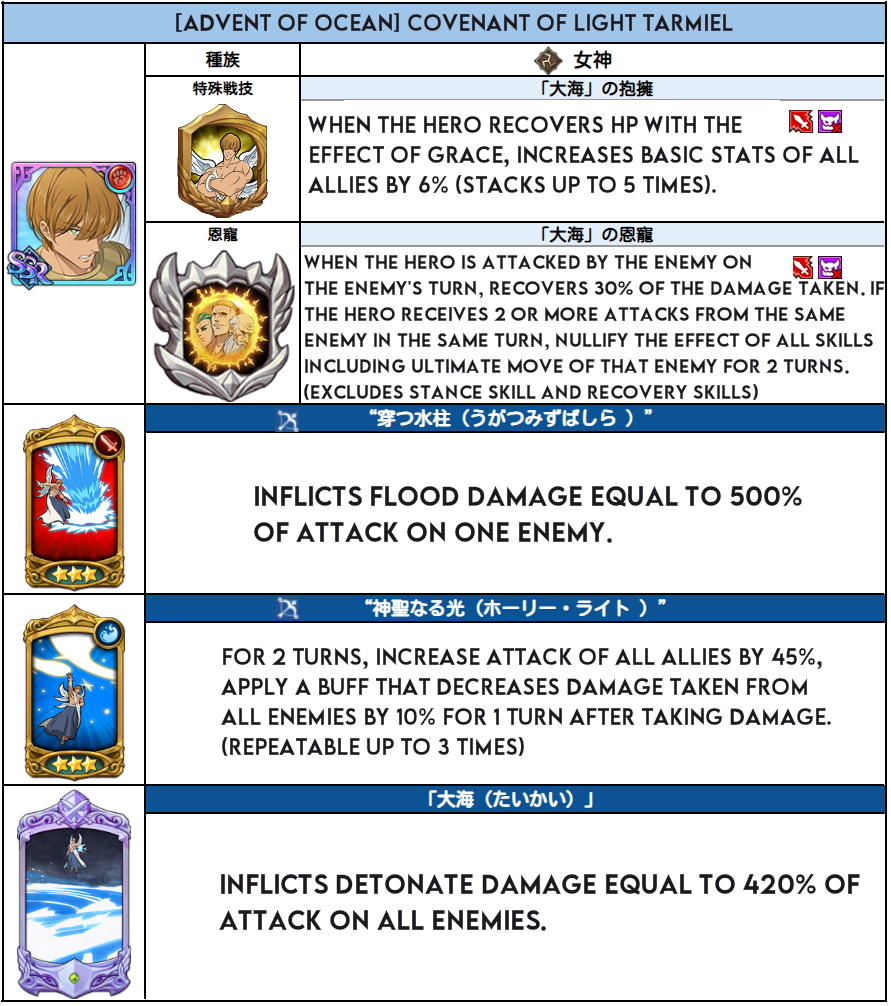 [ADVENT OF OCEAN] COVENANT OF LIGHT TARMIEL
種族
女神
特殊戦技
「大海」の抱擁
WHEN THE HERO RECOVERS HP WITH THE
EFFECT OF GRACE, INCREASES BASIC STATS OF ALL
ALLIES BY 6% (STACKS UP TO 5 TIMES).
SSR
恩寵
「大海」の恩寵
WHEN THE HERO IS ATTACKED BY THE ENEMY ON
THE ENEMY'S TURN, RECOVERS 30% OF THE DAMAGE TAKEN. IF
THE HERO RECEIVES 2 OR MORE ATTACKS FROM THE SAME
ENEMY IN THE SAME TURN, NULLIFY THE EFFECT OF ALL SKILLS
INCLUDING ULTIMATE MOVE OF THAT ENEMY FOR 2 TURNS.
(EXCLUDES STANCE SKILL AND RECOVERY SKILLS)
“穿つ水柱（うがつみずばしら ）”
INFLICTS FLOOD DAMAGE EQUAL TO 500%
OF ATTACK ON ONE ENEMY.
“神聖なる光（ホーリー・ライト ）”
FOR 2 TURNS, INCREASE ATTACK OF ALL ALLIES BY 45%,
APPLY A BUFF THAT DECREASES DAMAGE TAKEN FROM
ALL ENEMIES BY 10% FOR 1 TURN AFTER TAKING DAMAGE.
(REPEATABLE UP TO 3 TIMES)
「大海（たいかい）」
INFLICTS DETONATE DAMAGE EQUAL TO 420% OF
ATTACK ON ALL ENEMIES.